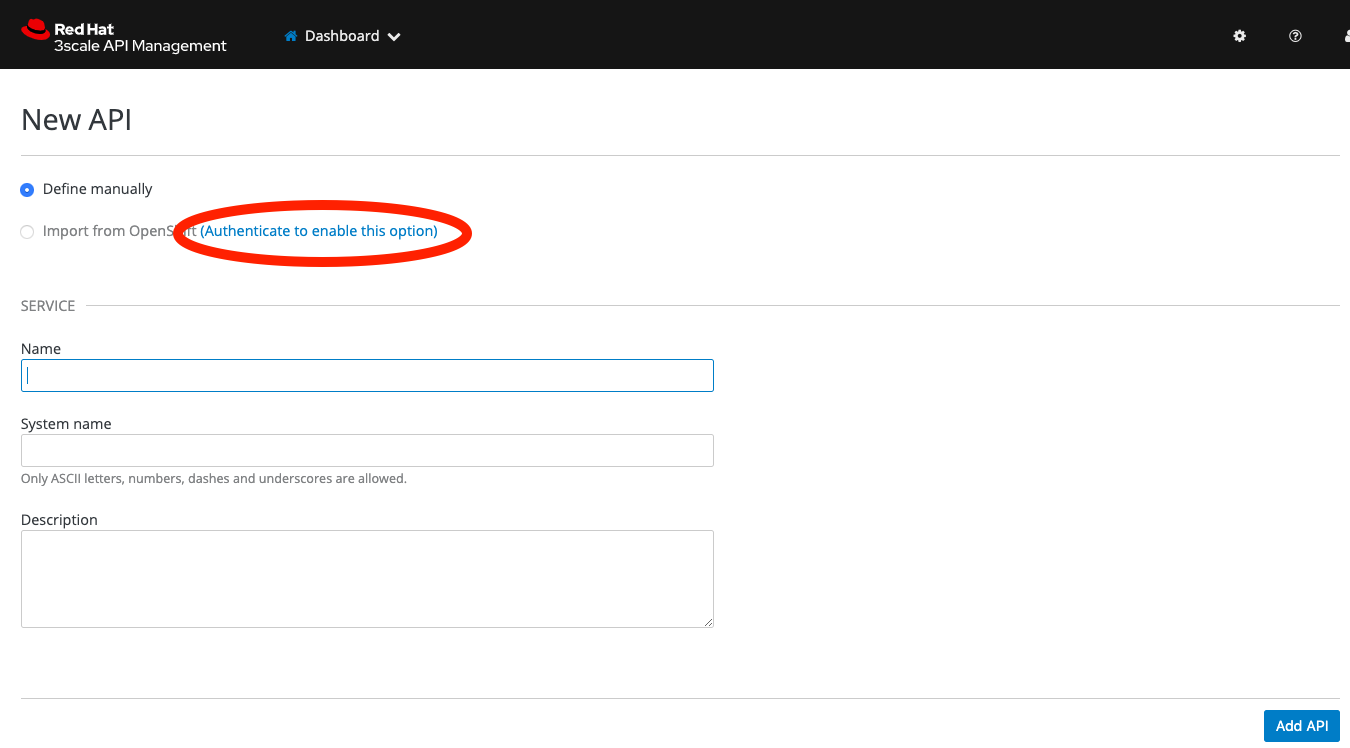 Red Hat
3scale API Management
Dashboard
New API
Define manually
Import from OpenShift (Authenticate to enable this option)
SERVICE
Name
System name
Only ASCII letters, numbers, dashes and underscores are allowed.
Description
Add API